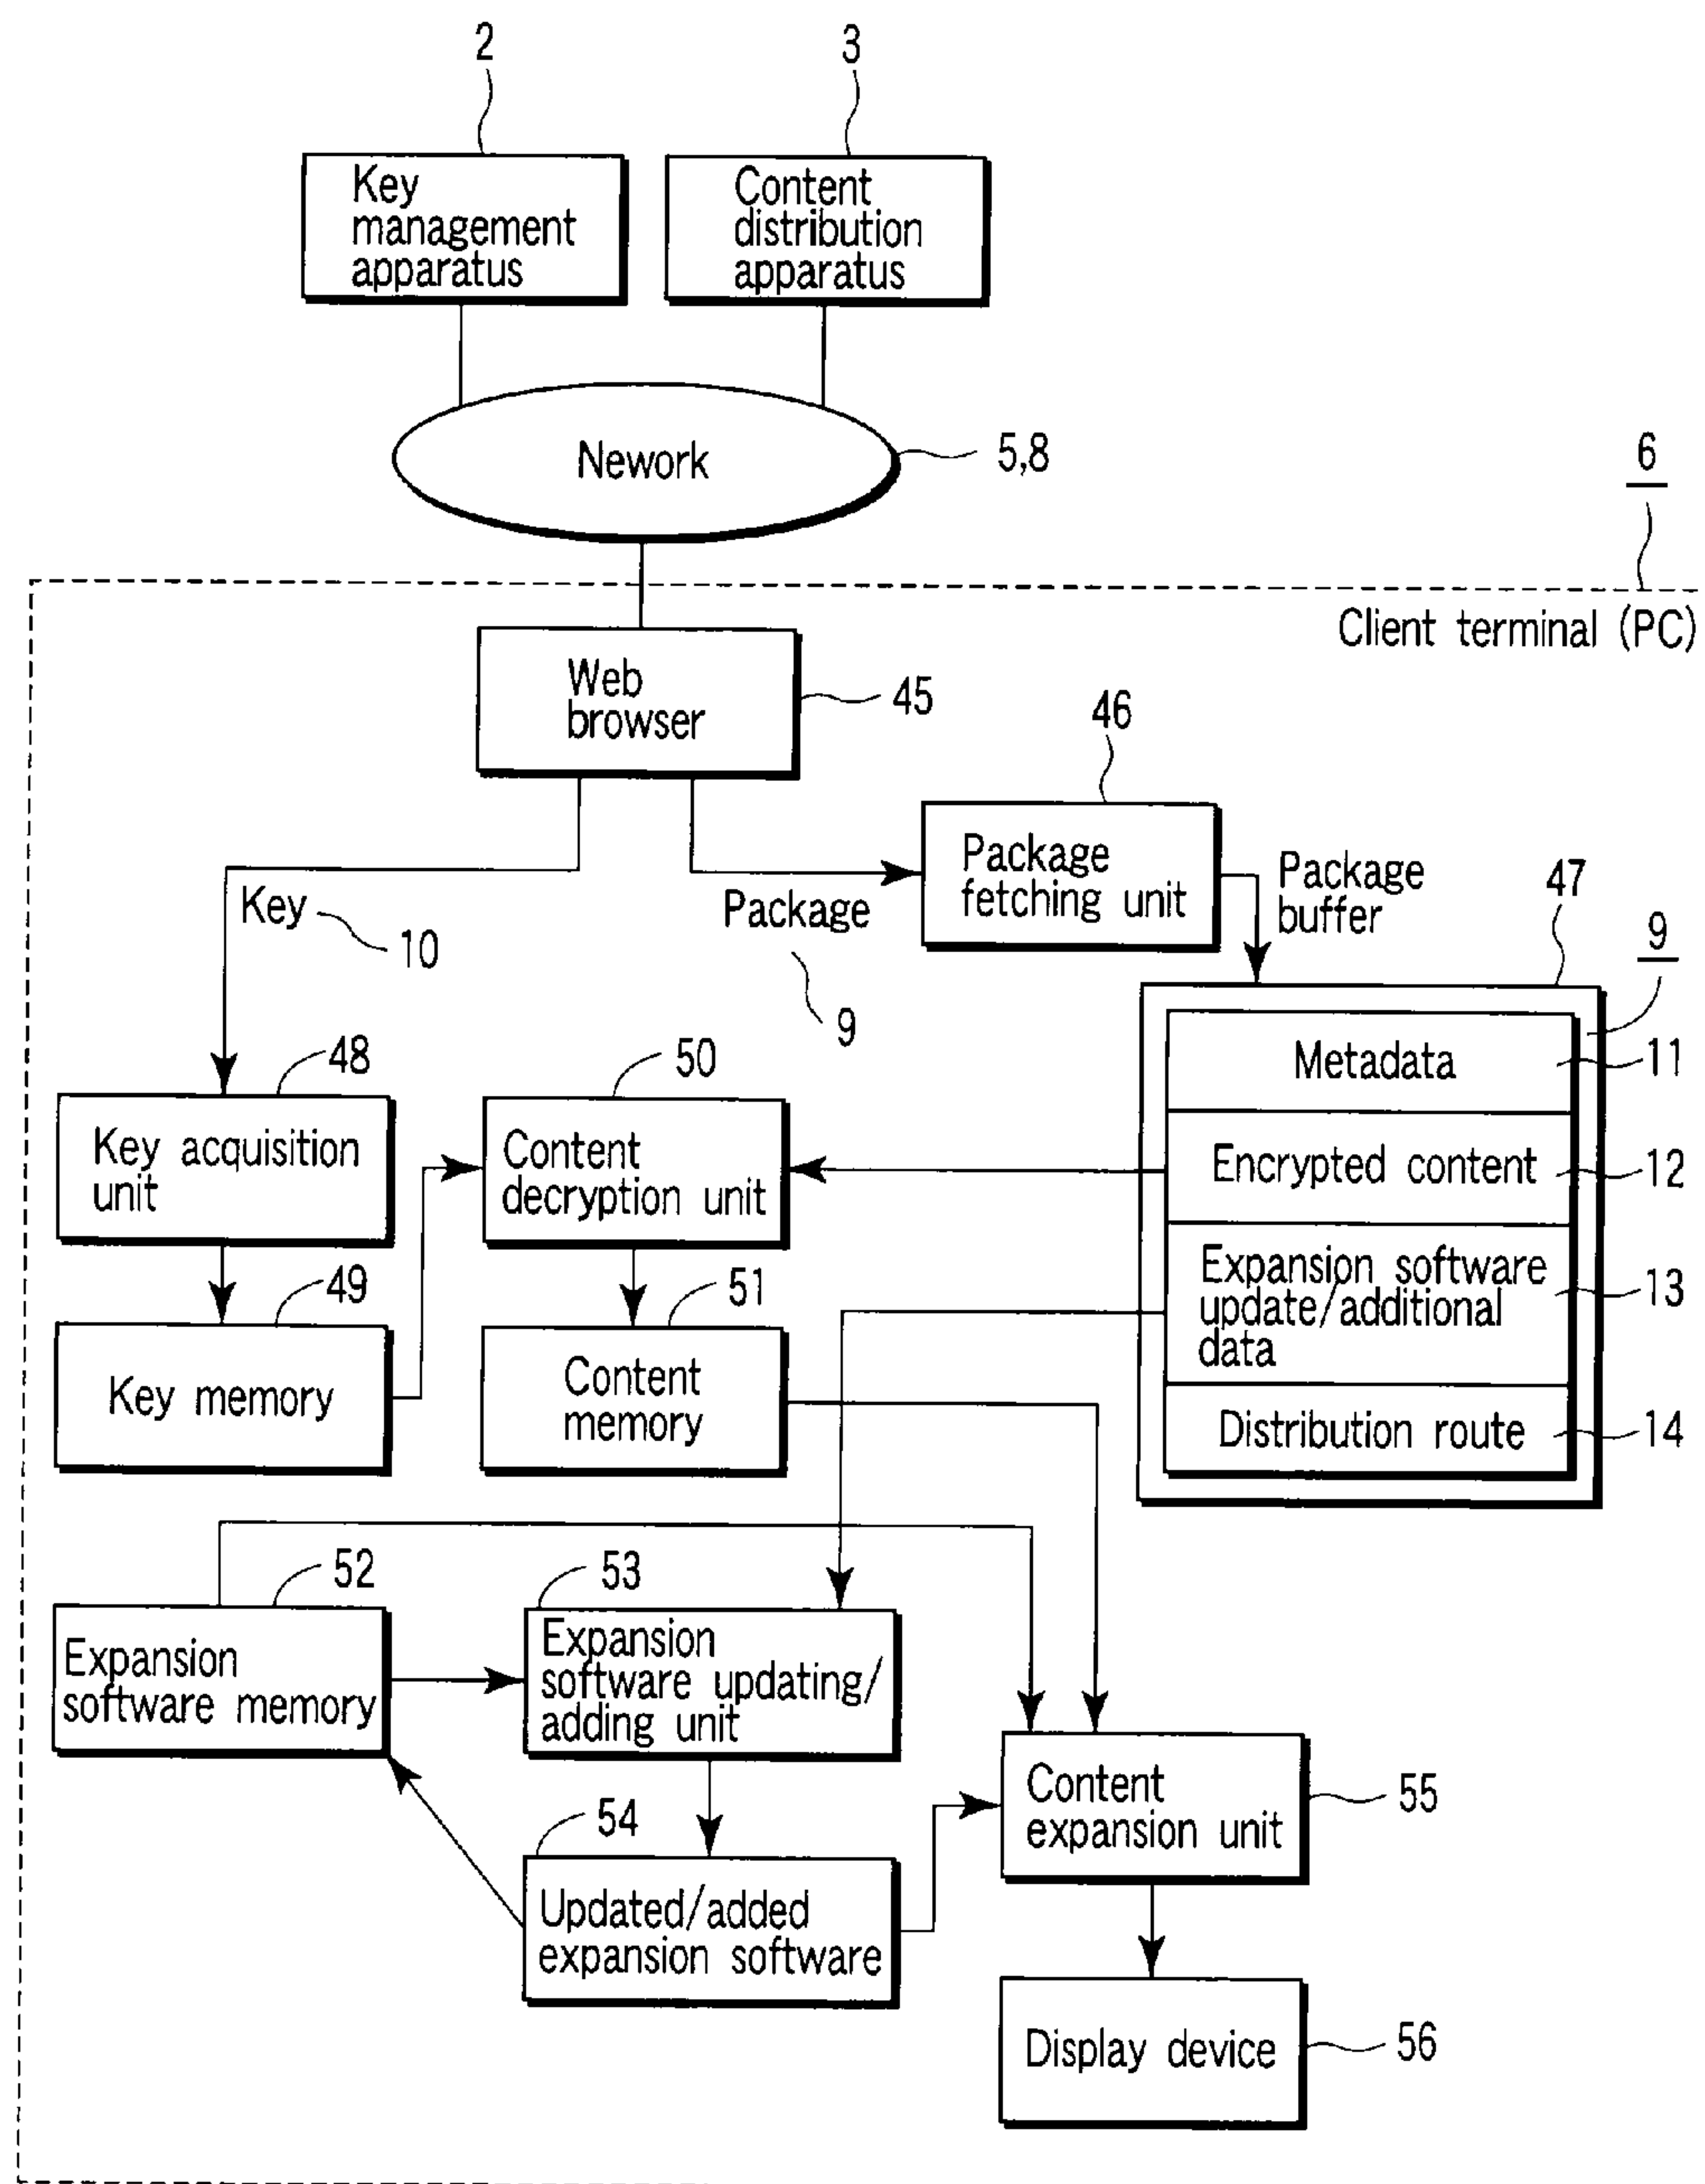 2
3
Key
management
apparatus
Content
distribution
apparatus
Nework
5,8
6
Client terminal (PC)
Web
browser
45
46
Package
fetching unit
Package
buffer
47
9
Key
10
Package
9
48
Key acquisition
unit
50
Content
decryption unit
Metadata
11
Encrypted content
12
Expansion software
update/additional
data
13
Distribution route
14
49
Key memory
51
Content
memory
52
Expansion
software memory
53
Expansion
software updating/
adding unit
54
Updated/added
expansion software
Content
expansion unit
55
Display device
56